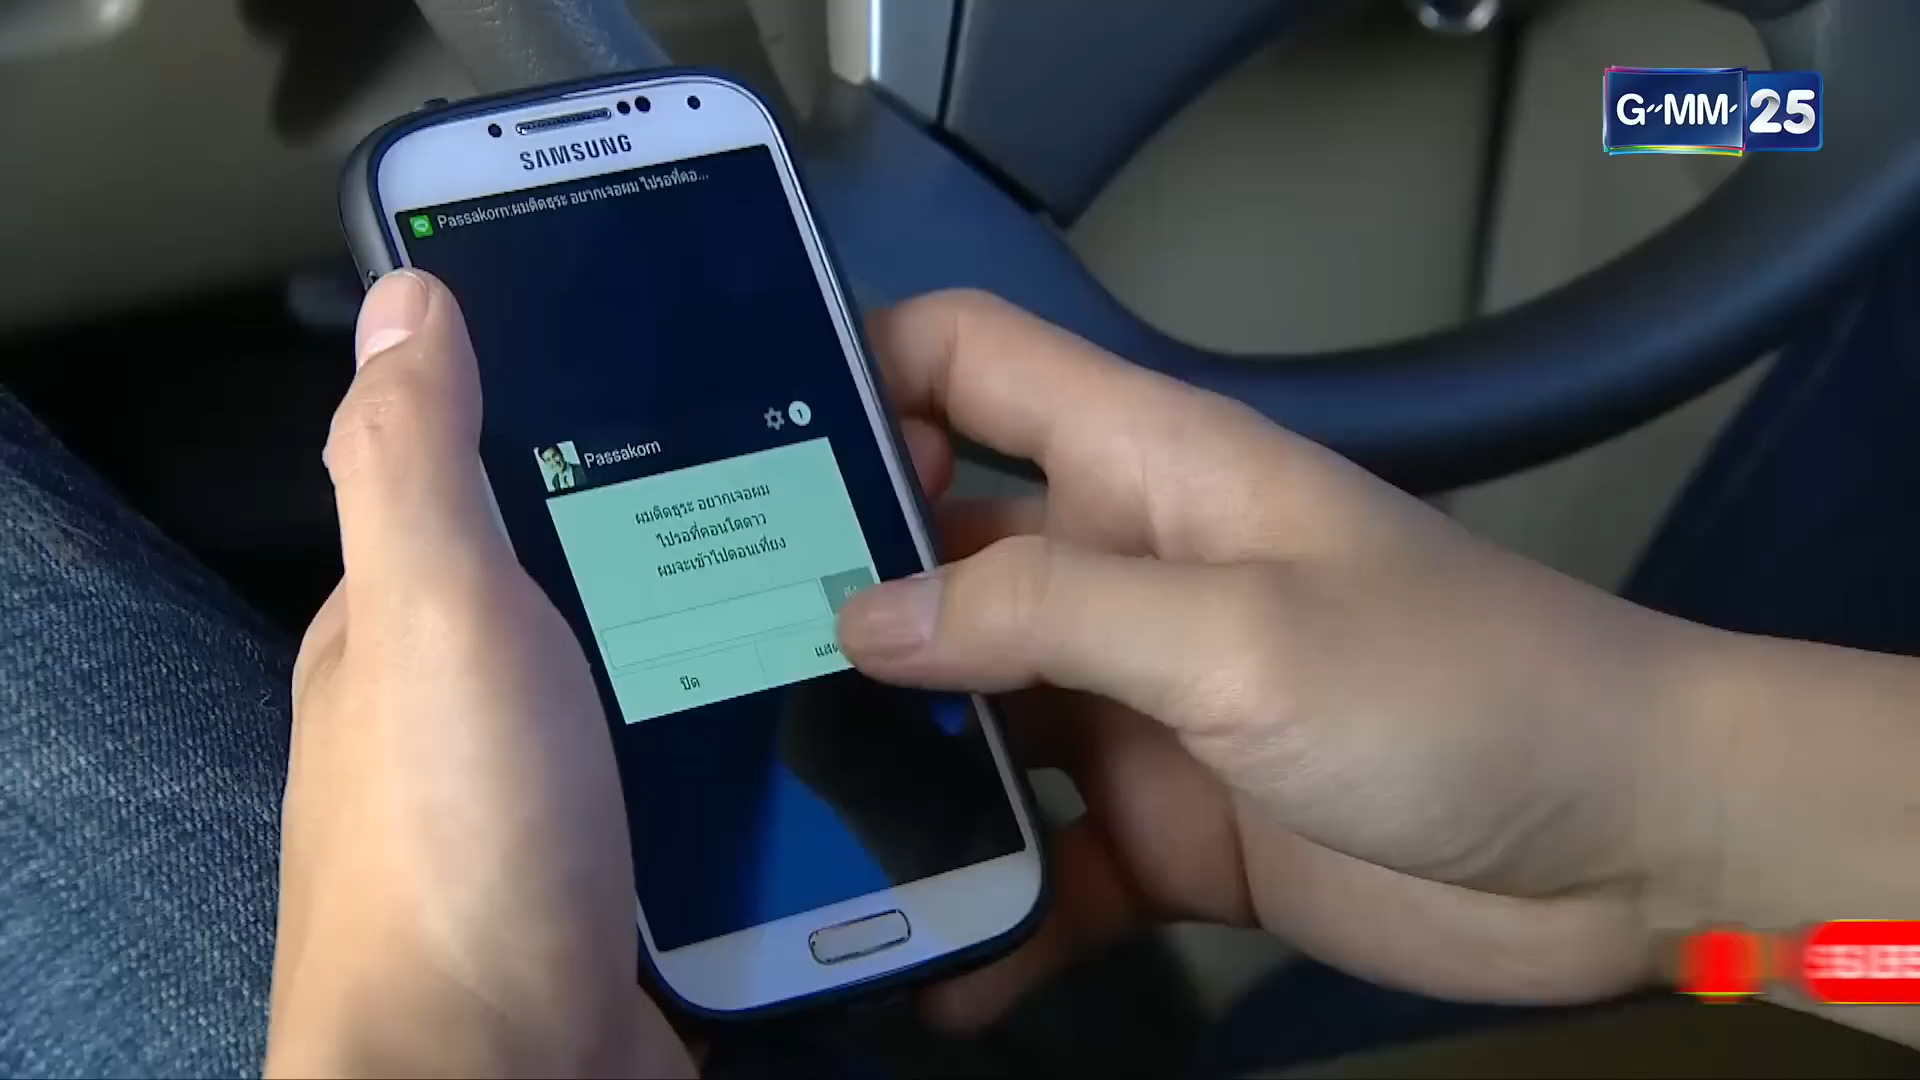 G"MM' 25
SAMSUNG
Passakorn:ผมติดธุระ อยากเจอผม ไปรอที่คอ...
1
Passakorn
ผมติดธุระ อยากเจอผม
ไปรอที่คอนโดดาว
ผมจะเข้าไปตอนเที่ยง
ปิด